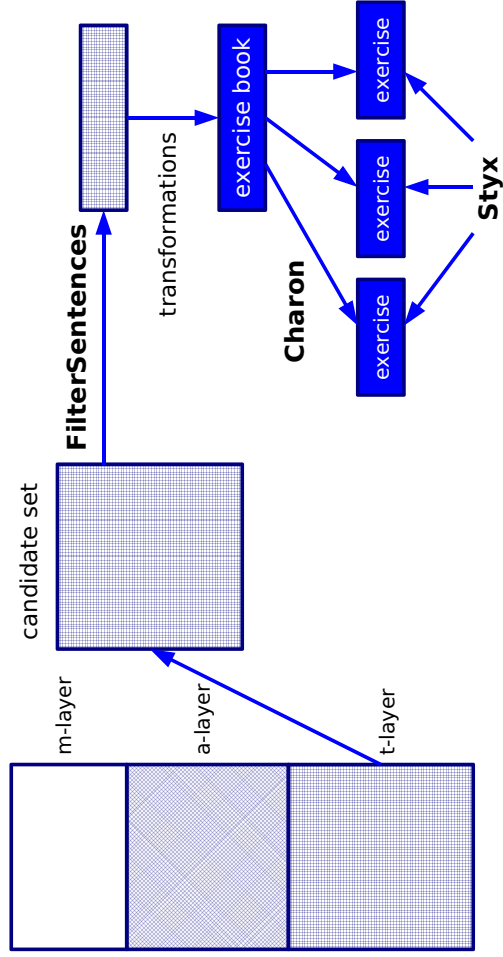 m-layer
a-layer
t-layer
candidate set
FilterSentences
transformations
exercise book
Charon
exercise
exercise
exercise
Styx